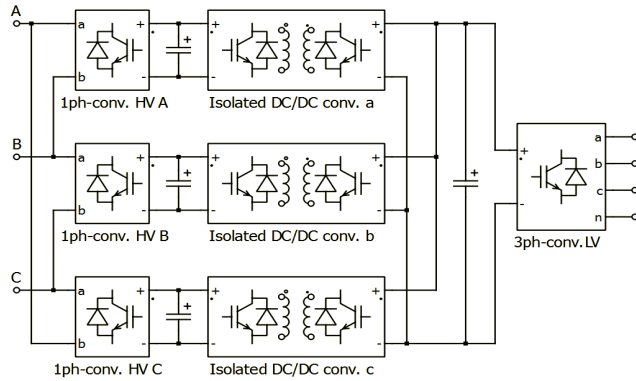 A
a
b
+
-
+
+
-
+
-
1ph-conv. HV A
Isolated DC/DC conv. a
B
a
b
+
-
+
+
-
+
-
1ph-conv. HV B
Isolated DC/DC conv. b
C
a
b
+
-
+
+
-
+
-
1ph-conv. HV C
Isolated DC/DC conv. c
+
+
-
a
b
c
n
3ph-conv. LV